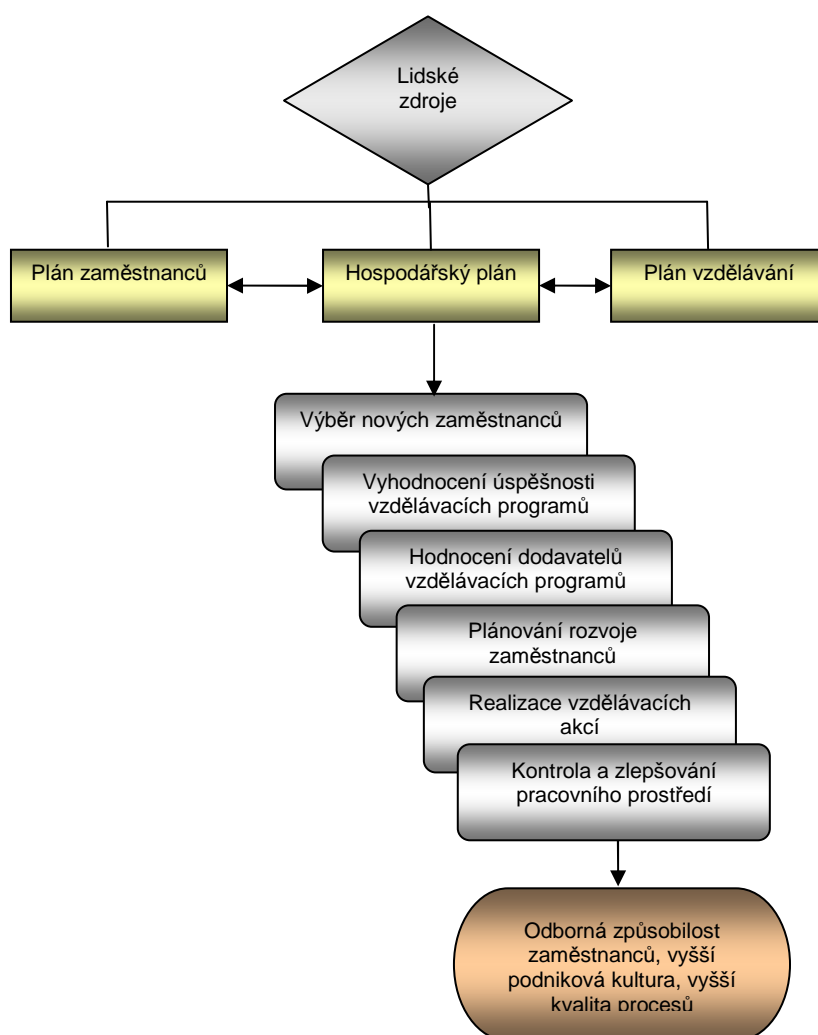 Lidské
zdroje
Plán zaměstnanců
Hospodářský plán
Plán vzdělávání
Výběr nových zaměstnanců
Vyhodnocení úspěšnosti
vzdělávacích programů
Hodnocení dodavatelů
vzdělávacích programů
Plánování rozvoje
zaměstnanců
Realizace vzdělávacích
akcí
Kontrola a zlepšování
pracovního prostředí
Odborná způsobilost
zaměstnanců, vyšší
podniková kultura, vyšší
kvalita procesů